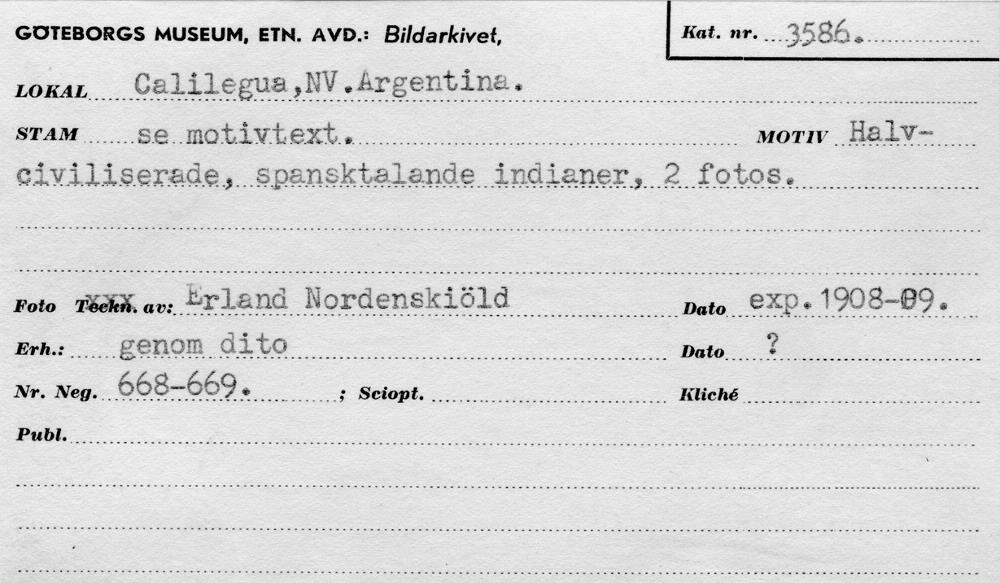 GÖTEBORGS MUSEUM, ETN. AVD.: Bildarkivet,
Kat. nr. 3586.
LOKAL Calilegua,NV.Argentina.
STAM se motivtext. MOTIV Halv-
civiliserade, spansktalande indianer, 2 fotos.
Foto Teckn. av: Erland Nordenskiöld Dato exp.1908-09.
Erh.: genom dito Dato ?
Nr. Neg. 668-669. ; Sciopt. Kliché
Publ.